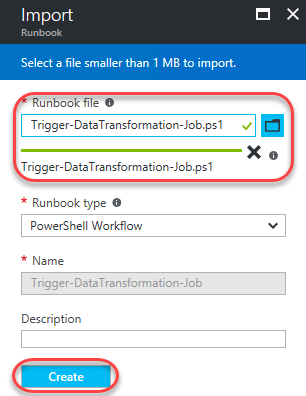 Import
Runbook
Select a file smaller than 1 MB to import.
* Runbook file
Trigger-DataTransformation-Job.ps1
Trigger-DataTransformation-Job.ps1
* Runbook type
PowerShell Workflow
* Name
Trigger-DataTransformation-Job
Description
Create